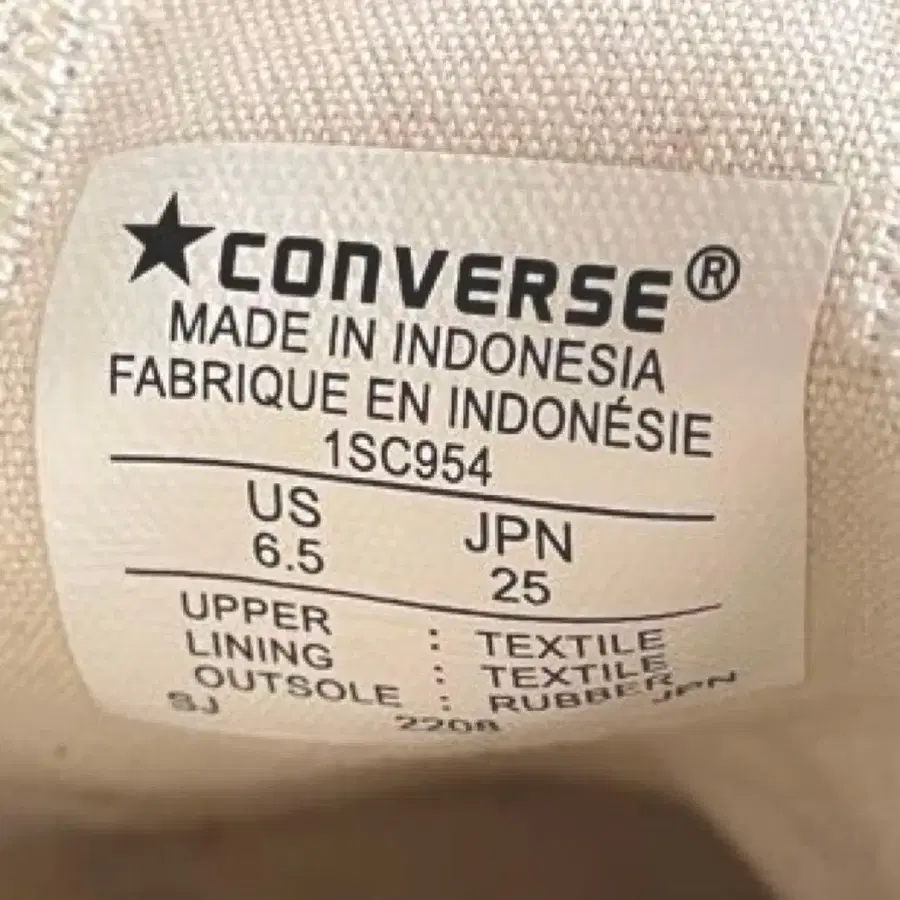 ★CONVERSE®
MADE IN INDONESIA
FABRIQUE EN INDONÉSIE
1SC954
US JPN
6.5 25
UPPER : TEXTILE
LINING : TEXTILE
OUTSOLE : RUBBER
SJ 2208 JPN